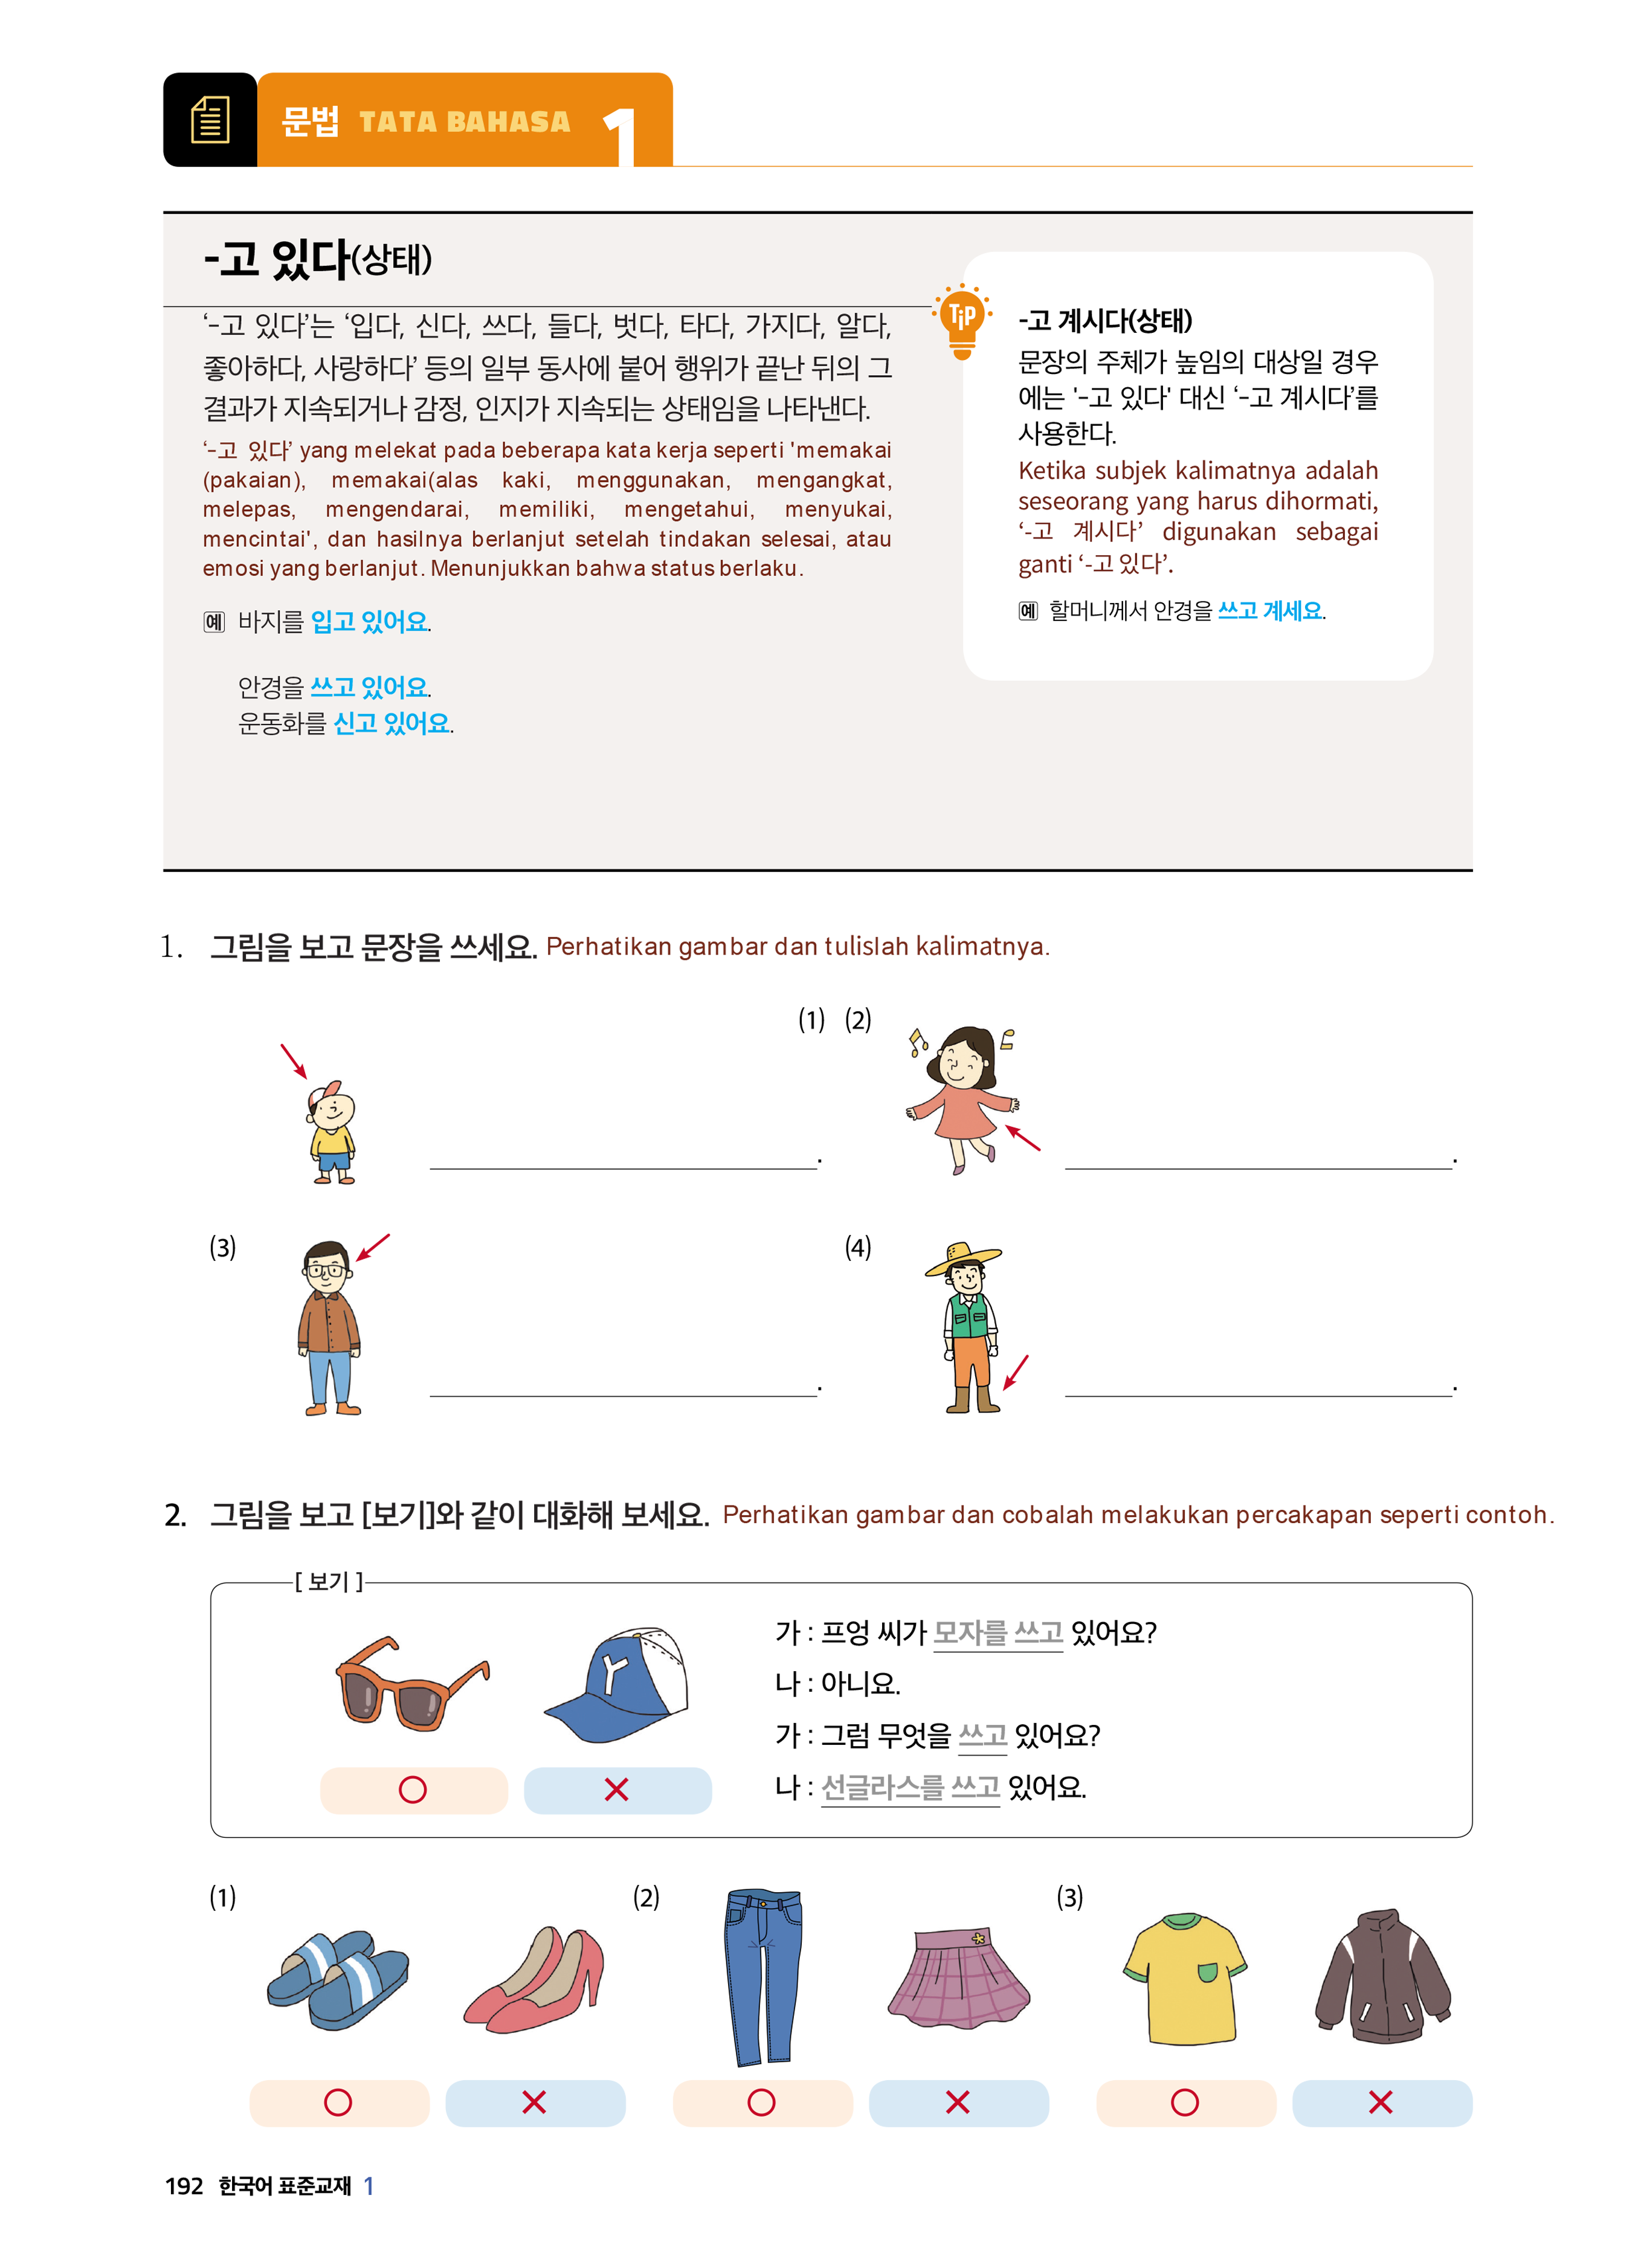 문법 TATA BAHASA 1
-고 있다(상태)
‘-고 있다’는 ‘입다, 신다, 쓰다, 들다, 벗다, 타다, 가지다, 알다,
좋아하다, 사랑하다’ 등의 일부 동사에 붙어 행위가 끝난 뒤의 그
결과가 지속되거나 감정, 인지가 지속되는 상태임을 나타낸다.
‘-고 있다’ yang melekat pada beberapa kata kerja seperti 'memakai
(pakaian), memakai(alas kaki, menggunakan, mengangkat,
melepas, mengendarai, memiliki, mengetahui, menyukai,
mencintai', dan hasilnya berlanjut setelah tindakan selesai, atau
emosi yang berlanjut. Menunjukkan bahwa status berlaku.
예 바지를 입고 있어요.
안경을 쓰고 있어요.
운동화를 신고 있어요.
TiP
-고 계시다(상태)
문장의 주체가 높임의 대상일 경우
에는 '-고 있다' 대신 ‘-고 계시다’를
사용한다.
Ketika subjek kalimatnya adalah
seseorang yang harus dihormati,
‘-고 계시다’ digunakan sebagai
ganti ‘-고 있다’.
예 할머니께서 안경을 쓰고 계세요.
1. 그림을 보고 문장을 쓰세요. Perhatikan gambar dan tulislah kalimatnya.
(1) (2)
.
.
(3)
(4)
.
.
2. 그림을 보고 [보기]와 같이 대화해 보세요. Perhatikan gambar dan cobalah melakukan percakapan seperti contoh.
[ 보기 ]
Y
가 : 프엉 씨가 모자를 쓰고 있어요?
나 : 아니요.
가 : 그럼 무엇을 쓰고 있어요?
나 : 선글라스를 쓰고 있어요.
(1)
(2)
(3)
192 한국어 표준교재 1